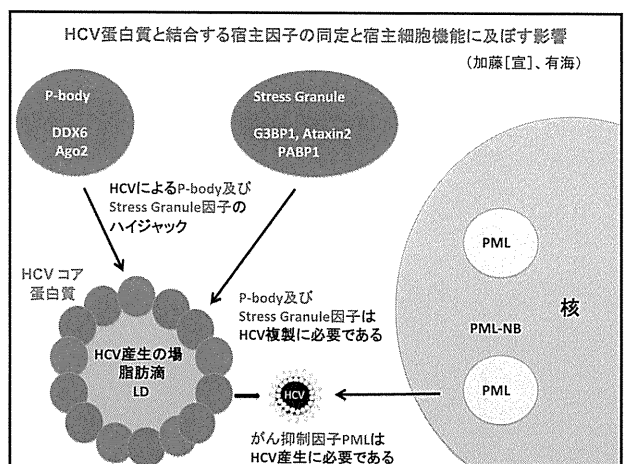 HCV蛋白質と結合する宿主因子の同定と宿主細胞機能に及ぼす影響
（加藤[宣]、有海）
P-body
DDX6
Ago2
Stress Granule
G3BP1, Ataxin2
PABP1
HCVによるP-body及び
Stress Granule因子の
ハイジャック
HCV コア
蛋白質
HCV産生の場
脂肪滴
LD
P-body及び
Stress Granule因子は
HCV複製に必要である
HCV
がん抑制因子PMLは
HCV産生に必要である
PML
PML-NB
核
PML